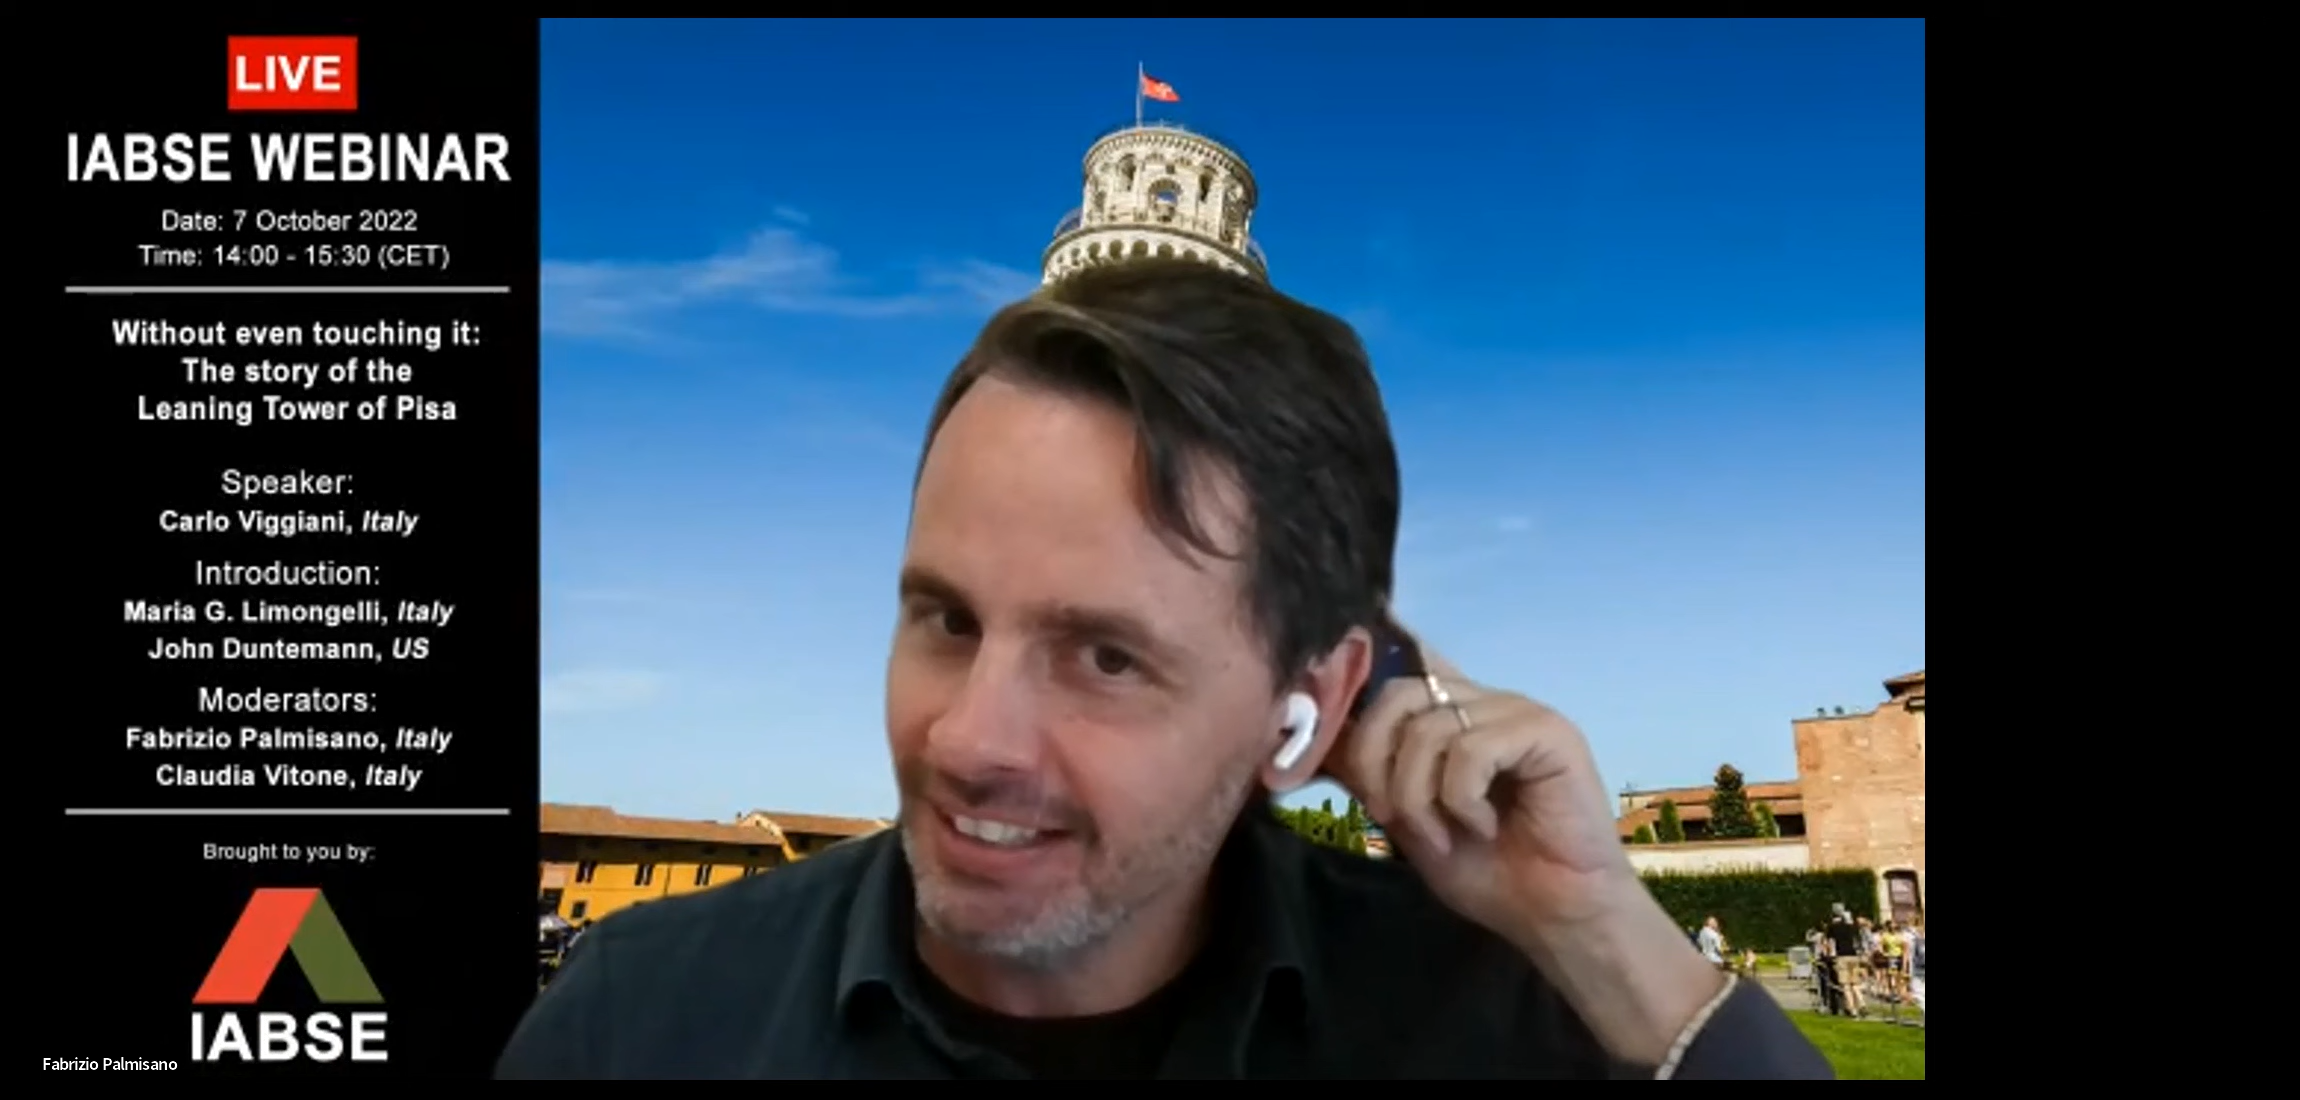 LIVE
IABSE WEBINAR
Date: 7 October 2022
Time: 14:00 - 15:30 (CET)
Without even touching it:
The story of the
Leaning Tower of Pisa
Speaker:
Carlo Viggiani, Italy
Introduction:
Maria G. Limongelli, Italy
John Duntemann, US
Moderators:
Fabrizio Palmisano, Italy
Claudia Vitone, Italy
Brought to you by:
IABSE
Fabrizio Palmisano